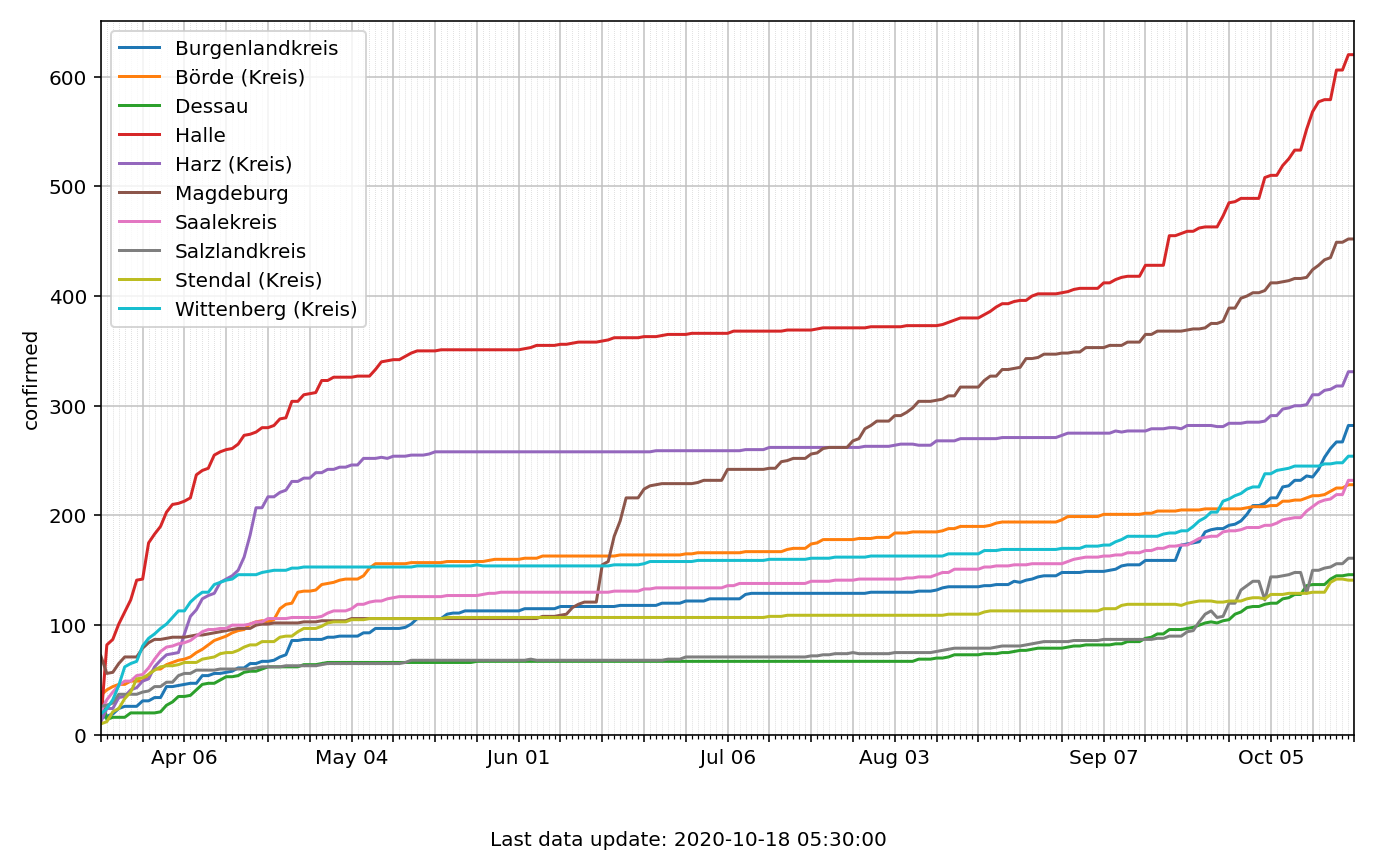 600
500
400
300
200
100
0
confirmed
Burgenlandkreis
Börde (Kreis)
Dessau
Halle
Harz (Kreis)
Magdeburg
Saalekreis
Salzlandkreis
Stendal (Kreis)
Wittenberg (Kreis)
Apr 06 May 04 Jun 01 Jul 06 Aug 03 Sep 07 Oct 05
Last data update: 2020-10-18 05:30:00